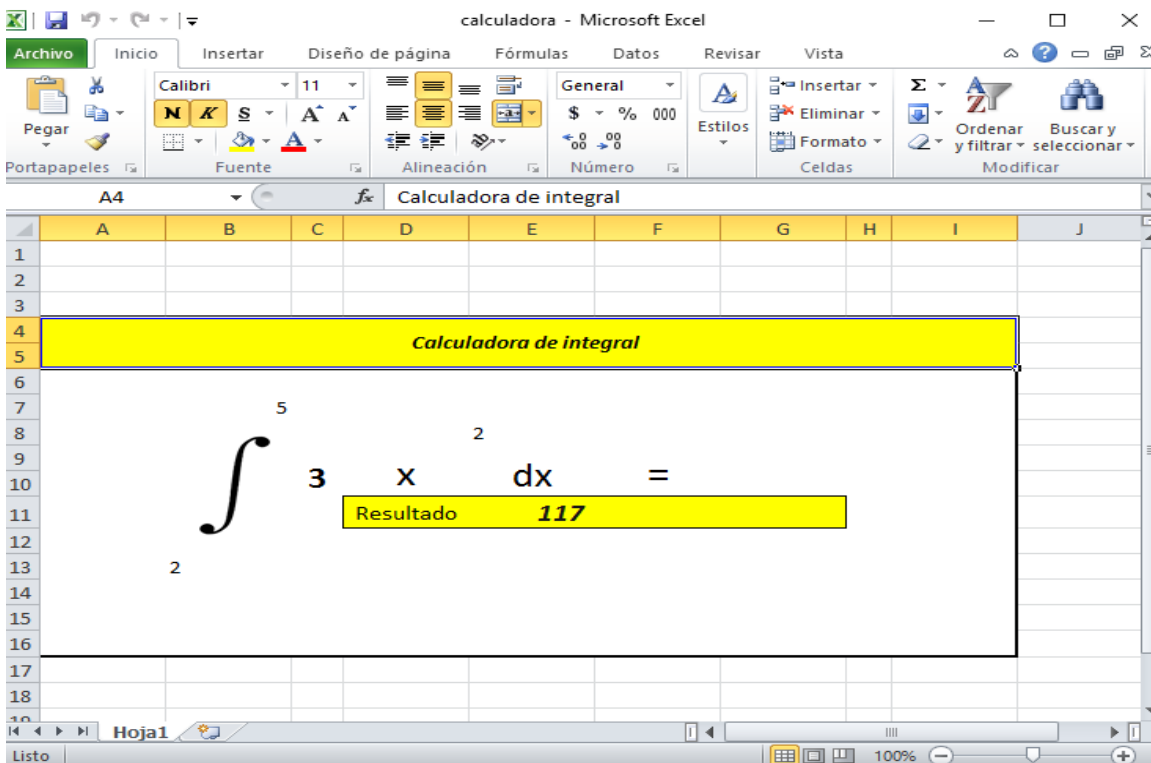 calculadora - Microsoft Excel
Archivo Inicio Insertar Diseño de página Fórmulas Datos Revisar Vista
Calibri 11 General Insertar Σ
N K S A A $ % 000 Eliminar
Pegar Estilos Formato Ordenar y filtrar Buscar y seleccionar
Portapapeles Fuente Alineación Número Celdas Modificar
A4 fx Calculadora de integral
A B C D E F G H I J
1
2
3
4 Calculadora de integral
5
6
7 5
8 2
9
10 ∫ 3 x dx =
11 Resultado 117
12
13 2
14
15
16
17
18
19
Hoja1
Listo 100%